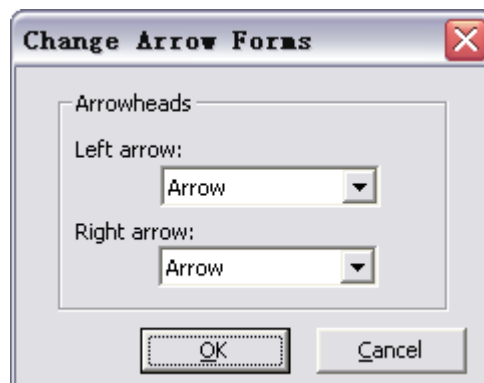 Change Arrow Forms
Arrowheads
Left arrow:
Arrow
Right arrow:
Arrow
OK Cancel